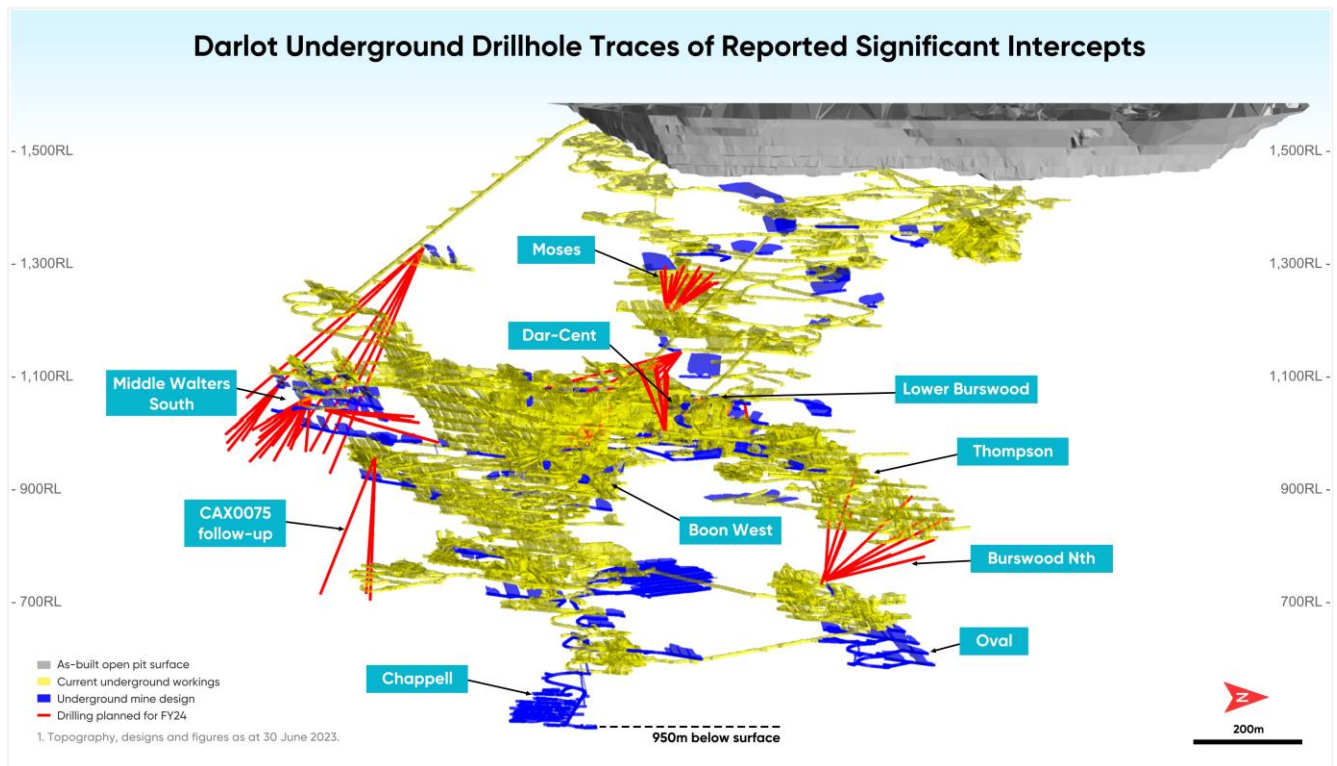 Darlot Underground Drillhole Traces of Reported Significant Intercepts
- 1,500RL
1,500RL -
Moses
- 1,300RL
1,300RL -
Dar-Cent
- 1,100RL
1,100RL -
Middle Walters
South
Lower Burswood
Thompson
- 900RL
900RL -
CAX0075
follow-up
Boon West
Burswood Nth
- 700RL
700RL -
Oval
Chappell
As-built open pit surface
Current underground workings
Underground mine design
Drilling planned for FY24
1. Topography, designs and figures as at 30 June 2023.
950m below surface
N
200m